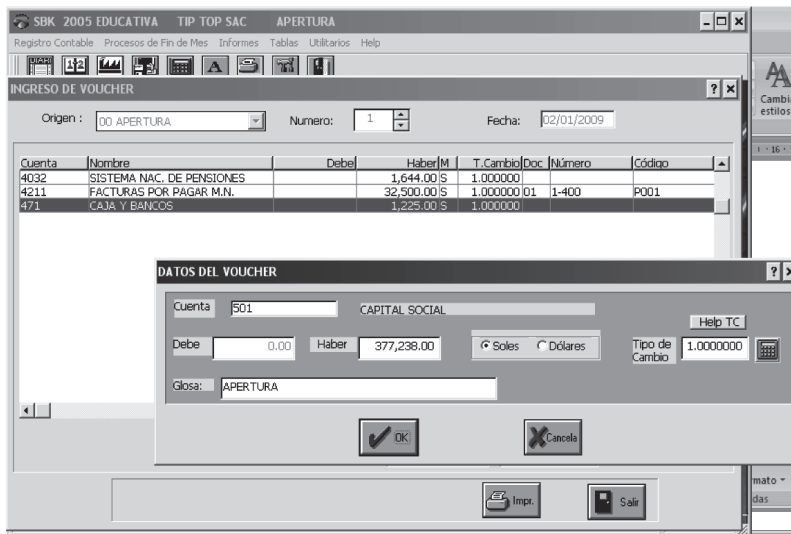 SBK 2005 EDUCATIVA TIP TOP SAC APERTURA
Registro Contable Procesos de Fin de Mes Informes Tablas Utilitarios Help
INGRESO DE VOUCHER
Origen : 00 APERTURA Numero: 1 Fecha: 02/01/2009
Cambia
estilos
Cuenta Nombre Debe Haber M T.Cambio Doc Número Código
4032 SISTEMA NAC. DE PENSIONES 1,644.00 S 1.000000
4211 FACTURAS POR PAGAR M.N. 32,500.00 S 1.000000 01 1-400 P001
471 CAJA Y BANCOS 1,225.00 S 1.000000
DATOS DEL VOUCHER
Cuenta 501 CAPITAL SOCIAL
Help TC
Debe 0.00 Haber 377,238.00 Soles Dólares Tipo de Cambio 1.0000000
Glosa: APERTURA
OK Cancela
Impr. Salir
mato
das